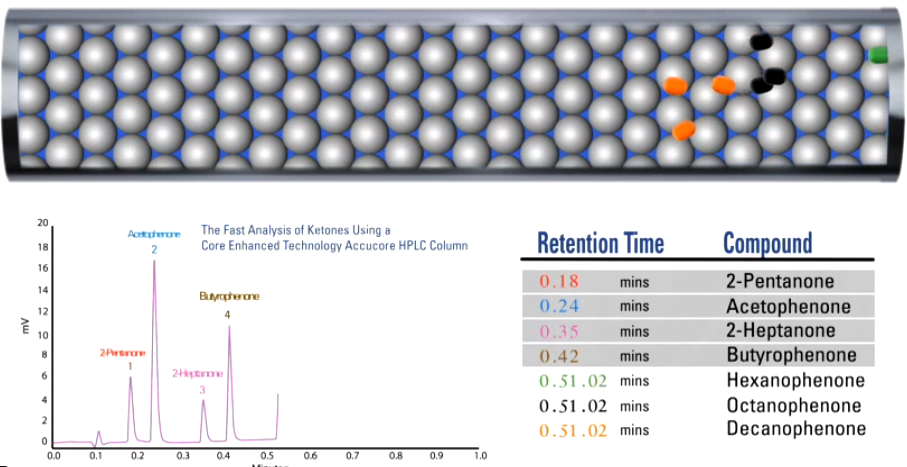 20
18
16
14
12
10
8
6
4
2
0
mV
Acetophenone
2
The Fast Analysis of Ketones Using a
Core Enhanced Technology Accucore HPLC Column
Butyrophenone
4
2-Pentanone
1
2-Heptanone
3
0.0 0.1 0.2 0.3 0.4 0.5 0.6 0.7 0.8 0.9 1.0
Minutes
Retention Time Compound
0.18 mins 2-Pentanone
0.24 mins Acetophenone
0.35 mins 2-Heptanone
0.42 mins Butyrophenone
0.51.02 mins Hexanophenone
0.51.02 mins Octanophenone
0.51.02 mins Decanophenone